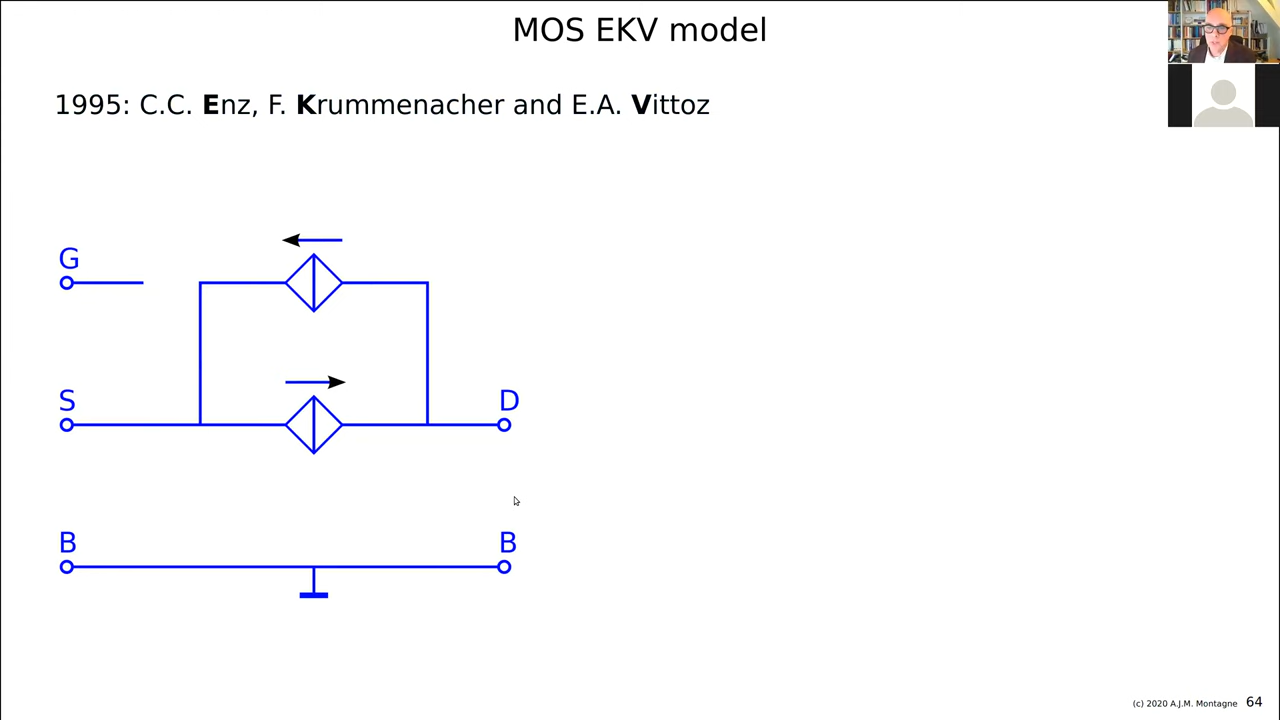 MOS EKV model
1995: C.C. Enz, F. Krummenacher and E.A. Vittoz
G
S
D
B
B
(c) 2020 A.J.M. Montagne 64